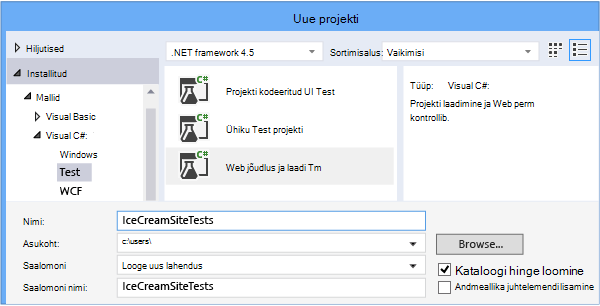 Uue projekti
Hiljutised
.NET framework 4.5
Sortimisalus:
Vaikimisi
Installitud
Mallid
Visual Basic
Visual C#:
Windows
Test
WCF
C#
Projekti kodeeritud UI Test
C#
Ühiku Test projekti
C#
Web jõudlus ja laadi Tm
Tüüp: Visual C#:
Projekti laadimine ja Web perm
kontrollib.
Nimi: IceCreamSiteTests
Asukoht: c:\users\
Browse...
Saalomoni Looge uus lahendus
Kataloogi hinge loomine
Saalomoni nimi: IceCreamSiteTests
Andmeallika juhtelemendi lisamine